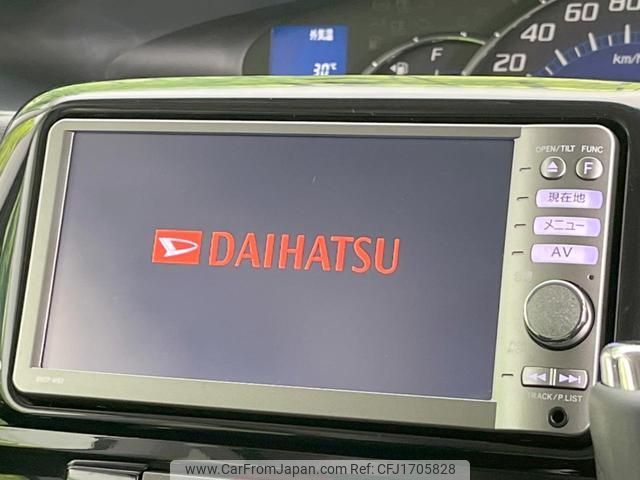 外気温
30℃
F
20
40
60
80
km/h
OPEN/TILT FUNC
F
現在地
メニュー
AV
DAIHATSU
TRACK/P.LIST
www.CarFromJapan.com ID:CFJ1705828